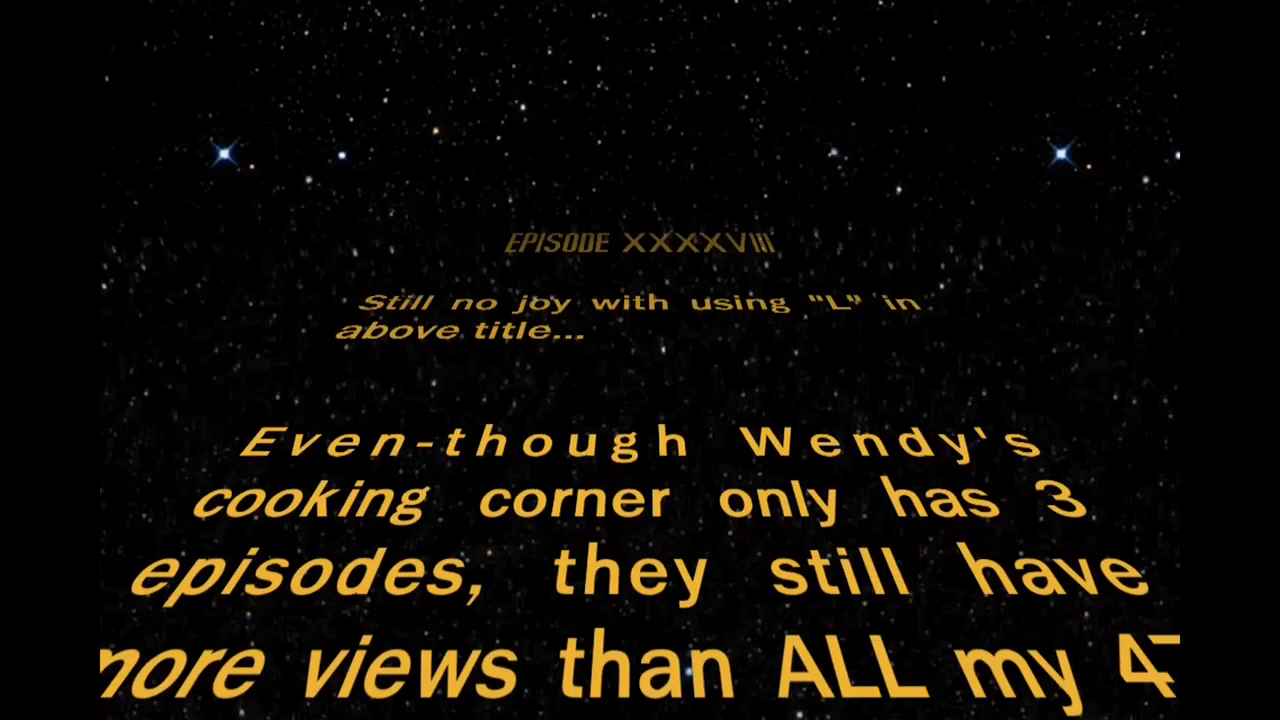 EPISODE XXXXVIII
Still no joy with using "L" in
above title...
Even-though Wendy's
cooking corner only has 3
episodes, they still have
more views than ALL my